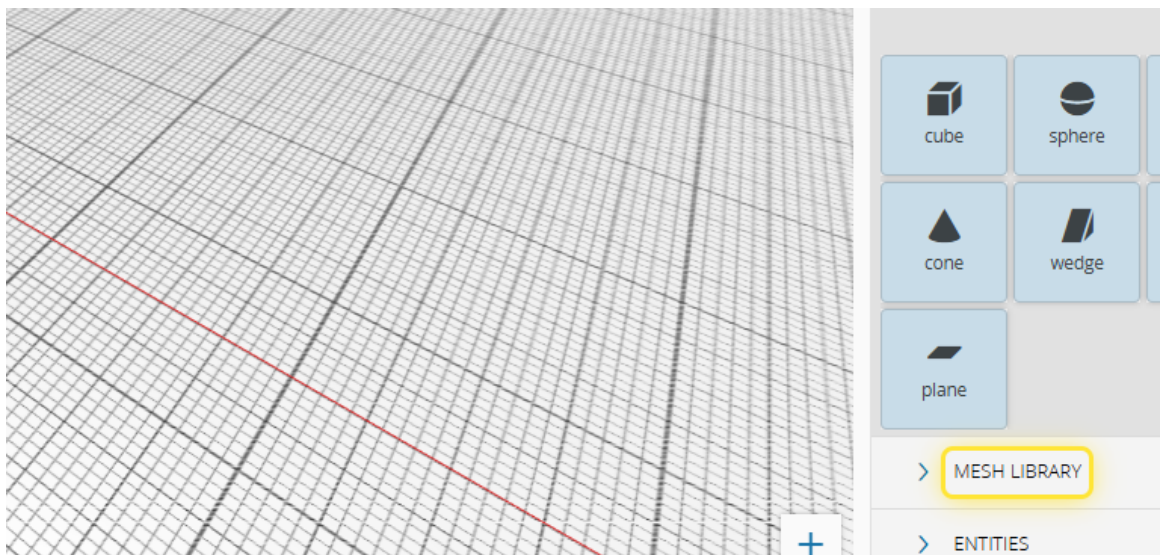 cube
sphere
cone
wedge
plane
MESH LIBRARY
ENTITIES